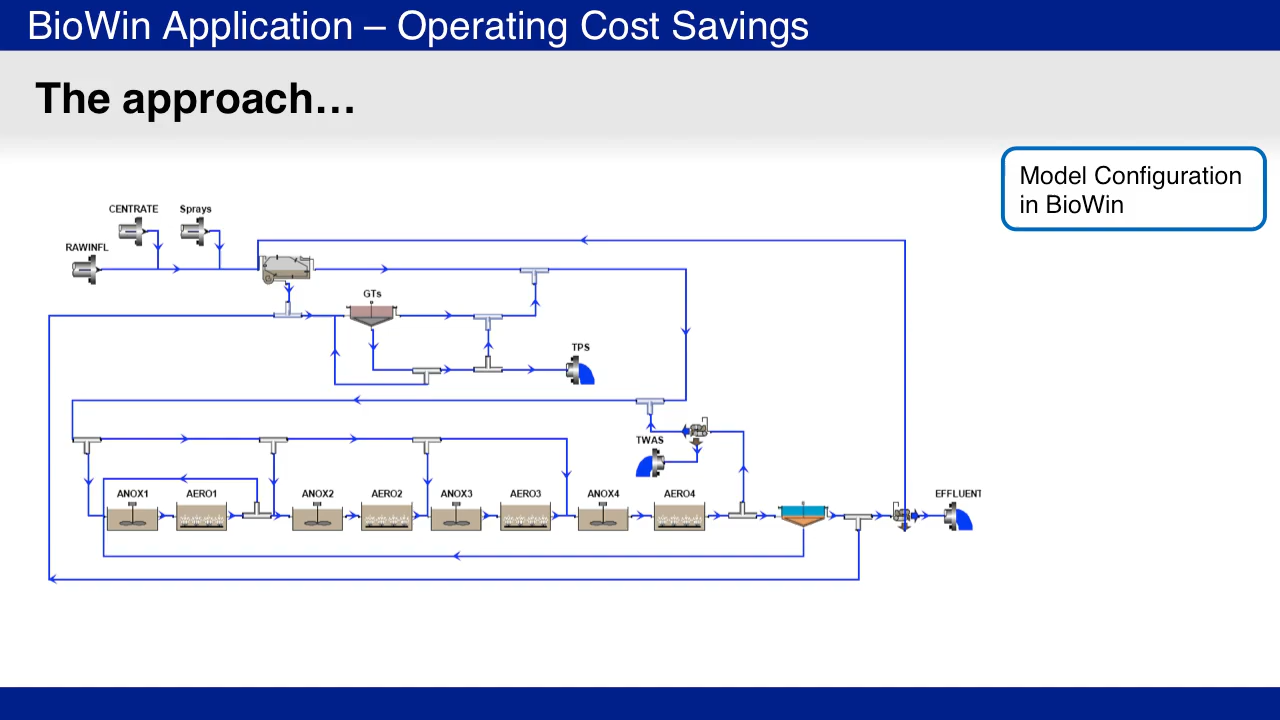 BioWin Application – Operating Cost Savings
The approach…
Model Configuration
in BioWin
CENTRATE
Sprays
RAWINFL
GTs
TPS
TWAS
ANOX1
AERO1
ANOX2
AERO2
ANOX3
AERO3
ANOX4
AERO4
EFFLUENT